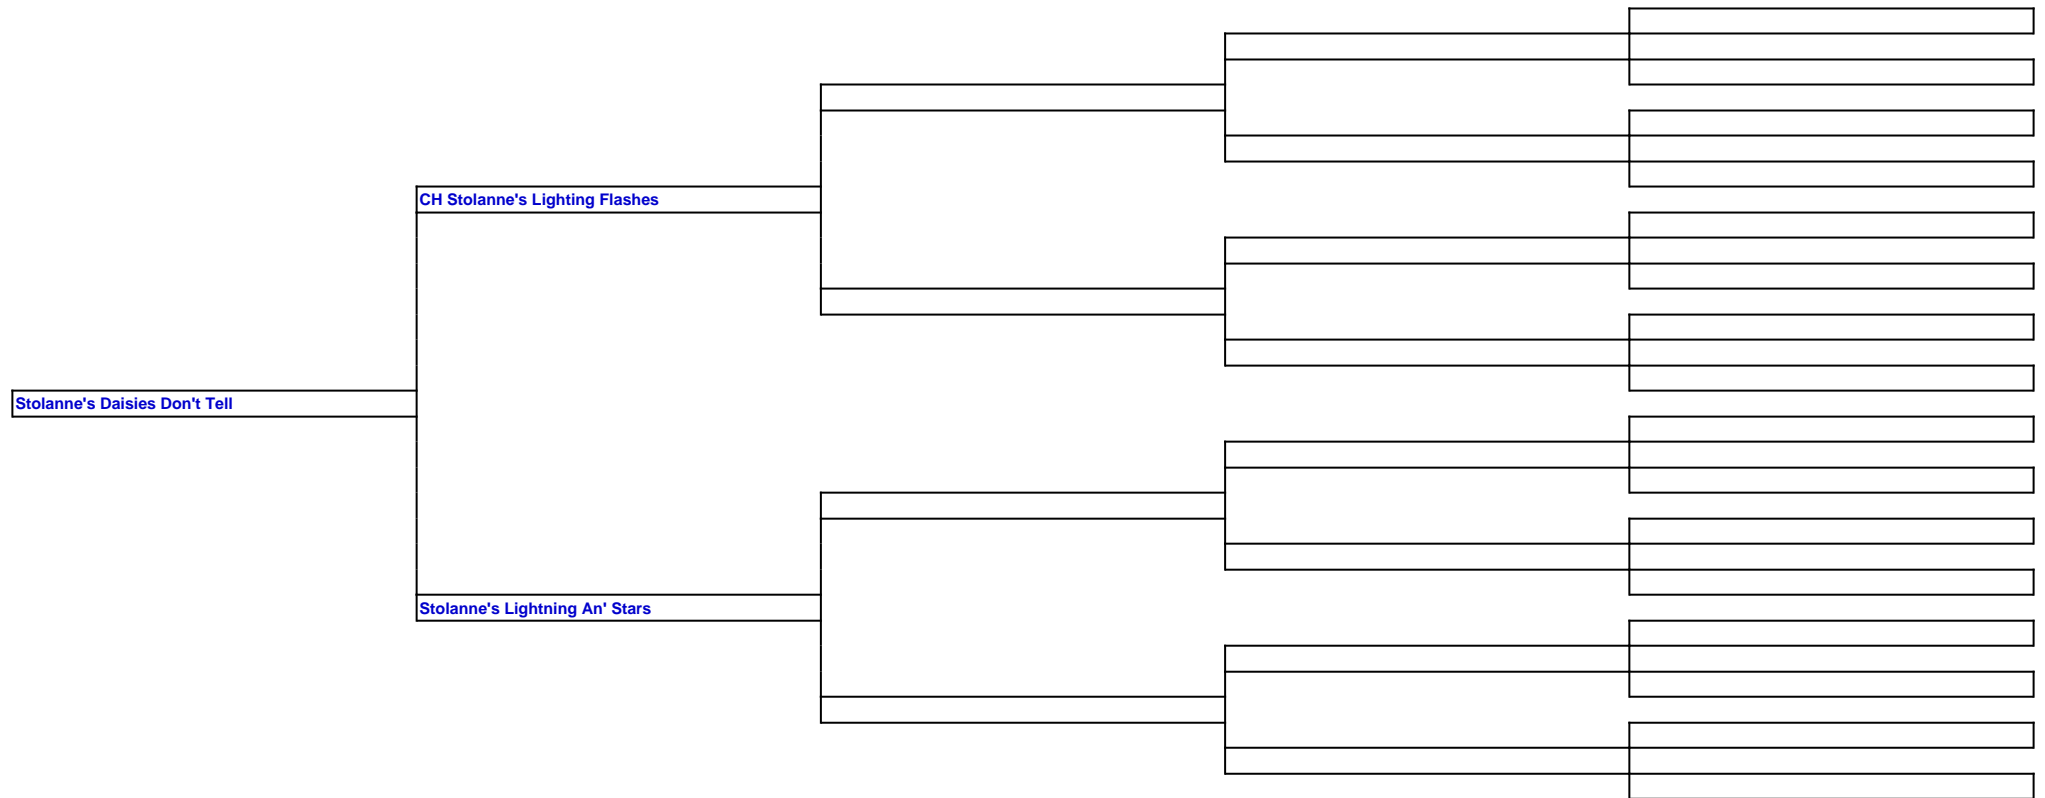 CH Stolanne's Lighting Flashes
Stolanne's Daisies Don't Tell
Stolanne's Lightning An' Stars